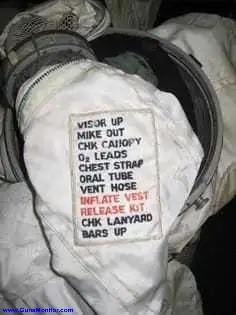 VISOR UP
MIKE OUT
CHK CANOPY
O₂ LEADS
CHEST STRAP
ORAL TUBE
VENT HOSE
INFLATE VEST
RELEASE KIT
CHK LANYARD
BARS UP
www.GunsMonitor.com